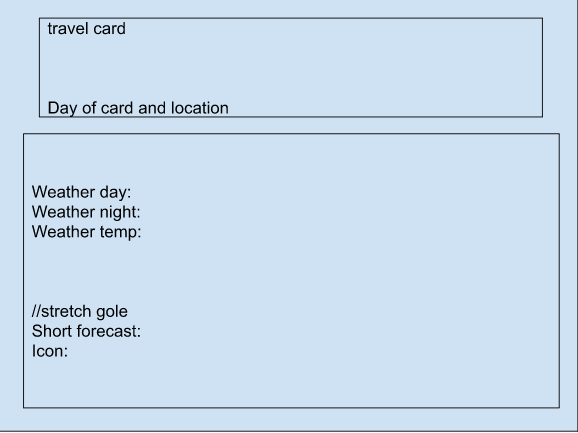 travel card
Day of card and location
Weather day:
Weather night:
Weather temp:
//stretch gole
Short forecast:
Icon: